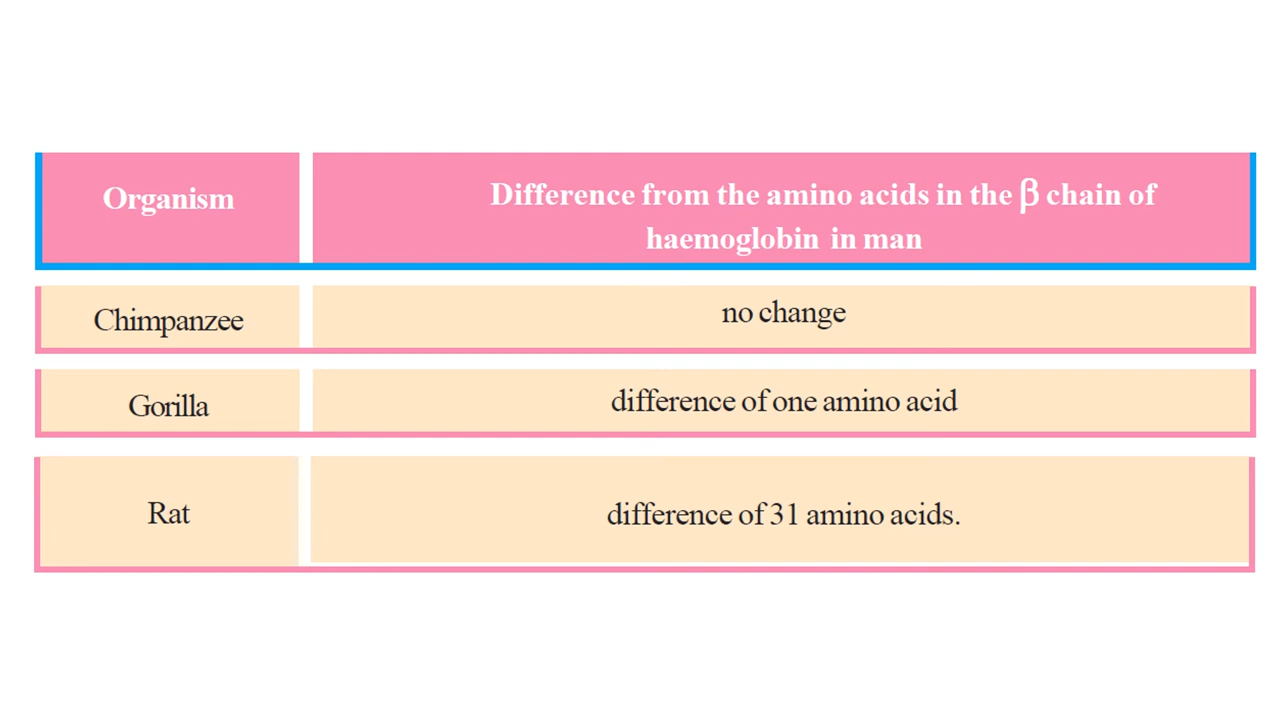 Organism
Difference from the amino acids in the β chain of
haemoglobin in man
Chimpanzee
no change
Gorilla
difference of one amino acid
Rat
difference of 31 amino acids.